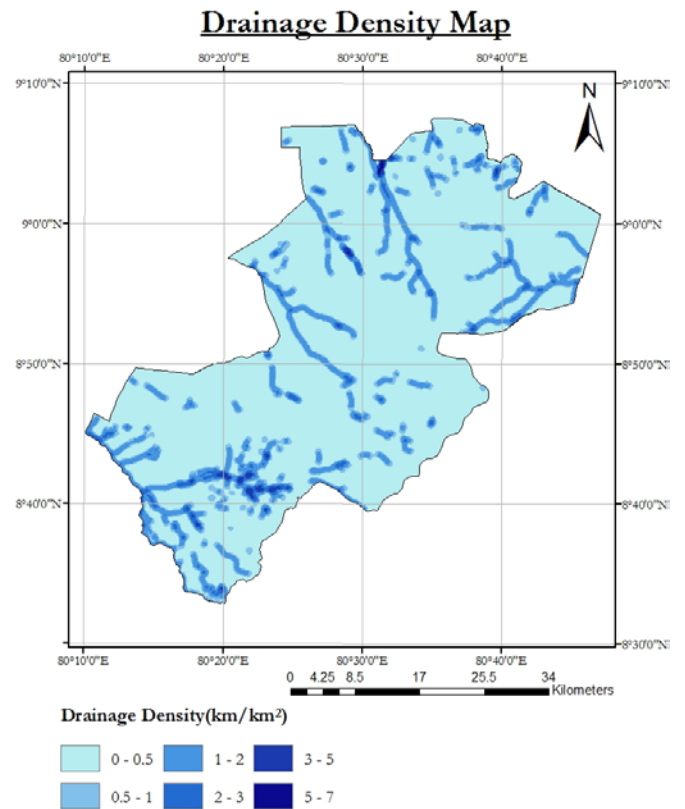 Drainage Density Map
80°10'0"E 80°20'0"E 80°30'0"E 80°40'0"E
9°10'0"N 9°10'0"N
N
9°0'0"N 9°0'0"N
8°50'0"N 8°50'0"N
8°40'0"N 8°40'0"N
8°30'0"N
80°10'0"E 80°20'0"E 80°30'0"E 80°40'0"E
0 4.25 8.5 17 25.5 34
Kilometers
Drainage Density(km/km²)
0 - 0.5 1 - 2 3 - 5
0.5 - 1 2 - 3 5 - 7